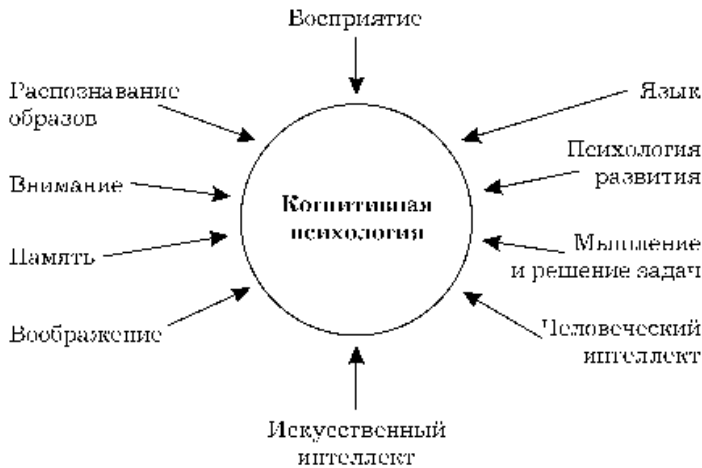 Восприятие
Распознавание
образов
Внимание
Память
Воображение
Когнитивная
психология
Язык
Психология
развития
Мышление
и решение задач
Человеческий
интеллект
Искусственный
интеллект